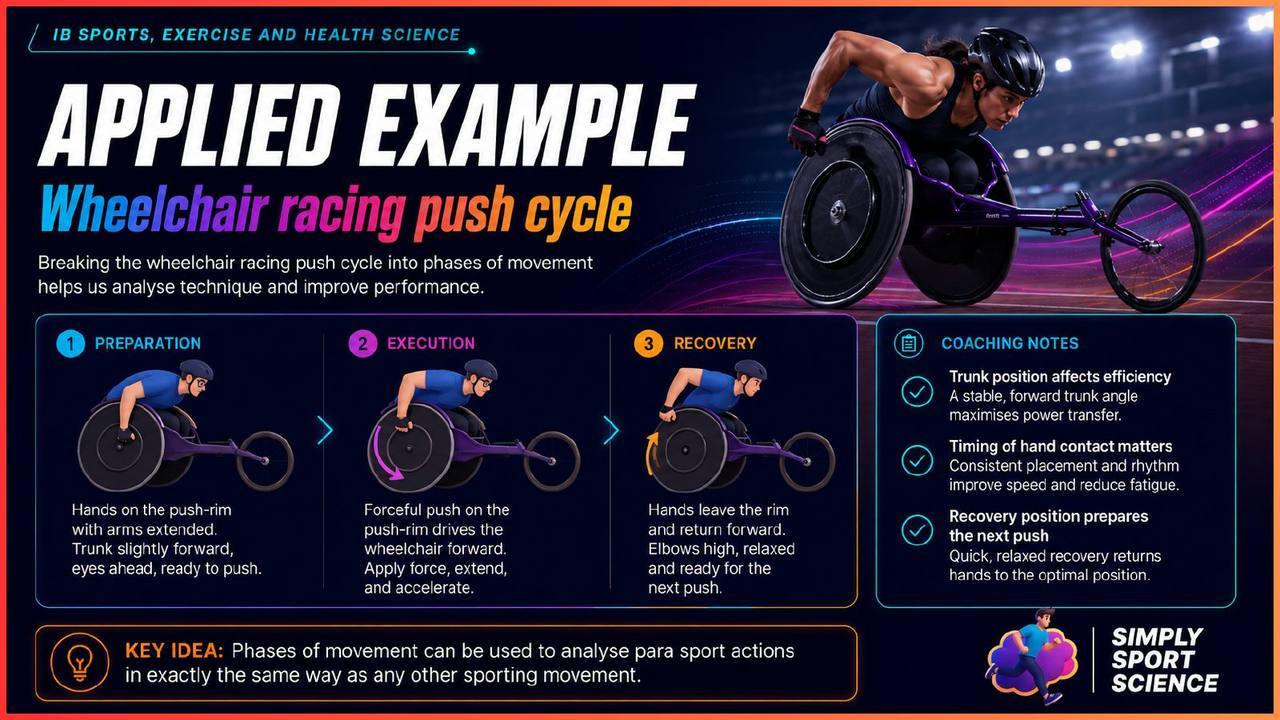 IB SPORTS, EXERCISE AND HEALTH SCIENCE
APPLIED EXAMPLE
Wheelchair racing push cycle
Breaking the wheelchair racing push cycle into phases of movement
helps us analyse technique and improve performance.
1 PREPARATION
Hands on the push-rim
with arms extended.
Trunk slightly forward,
eyes ahead, ready to push.
2 EXECUTION
Forceful push on the
push-rim drives the
wheelchair forward.
Apply force, extend,
and accelerate.
3 RECOVERY
Hands leave the rim
and return forward.
Elbows high, relaxed
and ready for the
next push.
COACHING NOTES
Trunk position affects efficiency
A stable, forward trunk angle
maximises power transfer.
Timing of hand contact matters
Consistent placement and rhythm
improve speed and reduce fatigue.
Recovery position prepares
the next push
Quick, relaxed recovery returns
hands to the optimal position.
KEY IDEA: Phases of movement can be used to analyse para sport actions
in exactly the same way as any other sporting movement.
SIMPLY
SPORT
SCIENCE